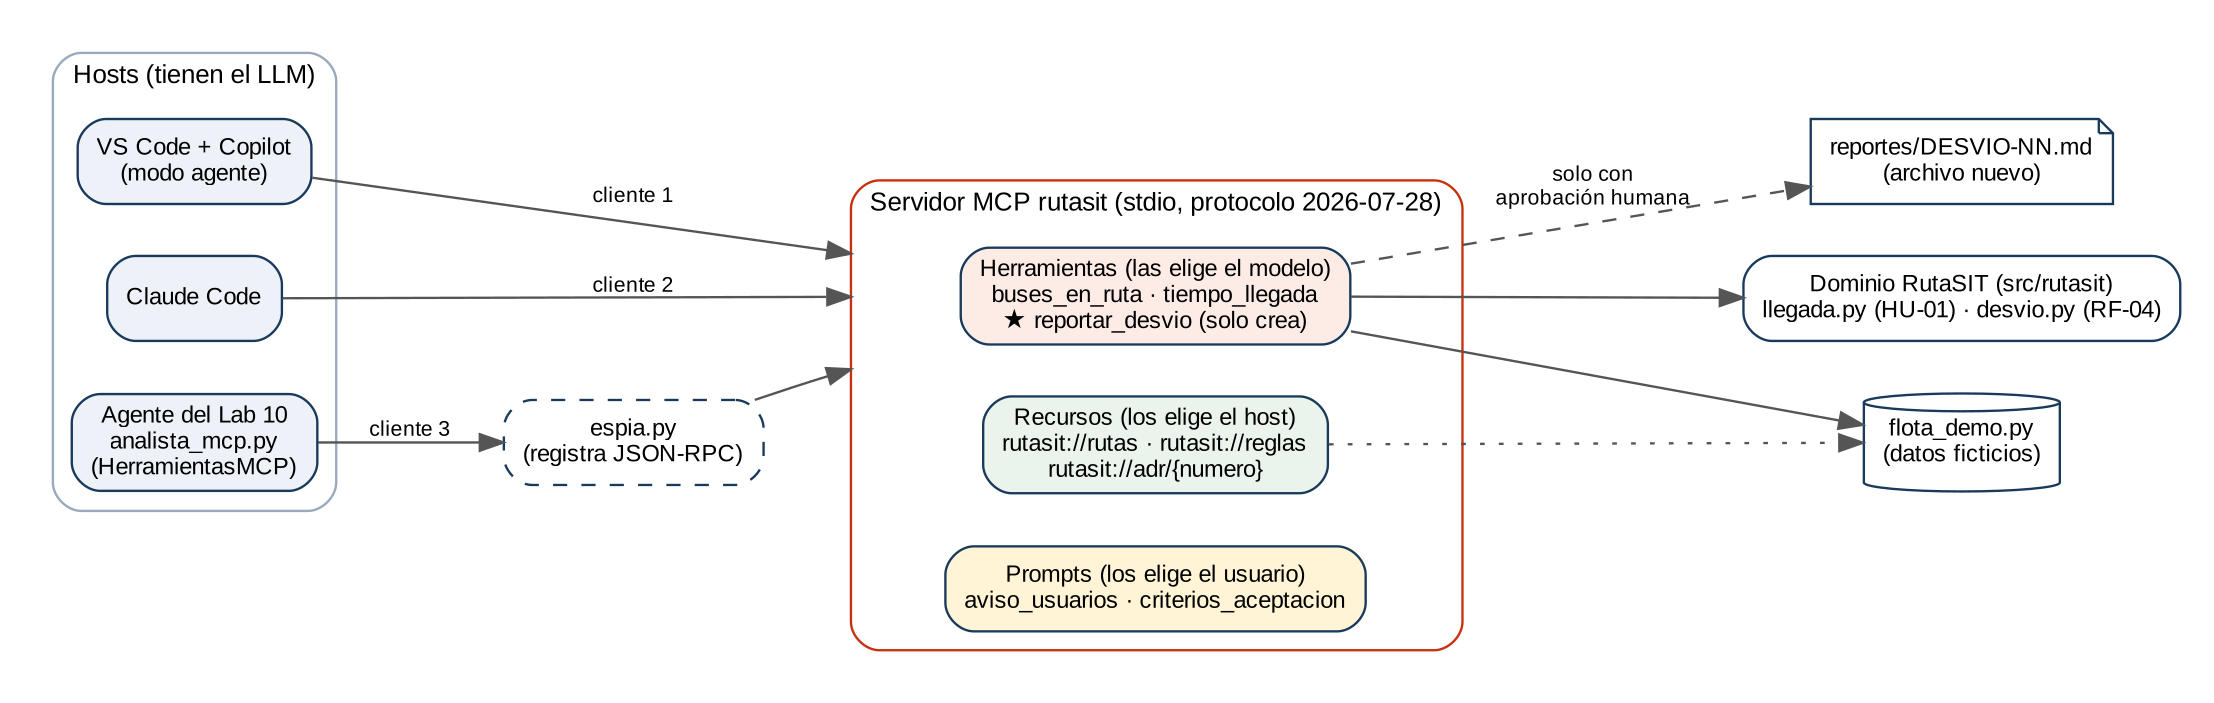 Hosts (tienen el LLM)
VS Code + Copilot
(modo agente)
Claude Code
Agente del Lab 10
analista_mcp.py
(HerramientasMCP)
cliente 1
cliente 2
cliente 3
espia.py
(registra JSON-RPC)
Servidor MCP rutasit (stdio, protocolo 2026-07-28)
Herramientas (las elige el modelo)
buses_en_ruta · tiempo_llegada
★ reportar_desvio (solo crea)
Recursos (los elige el host)
rutasit://rutas · rutasit://reglas
rutasit://adr/{numero}
Prompts (los elige el usuario)
aviso_usuarios · criterios_aceptacion
solo con
aprobación humana
reportes/DESVIO-NN.md
(archivo nuevo)
Dominio RutaSIT (src/rutasit)
llegada.py (HU-01) · desvio.py (RF-04)
flota_demo.py
(datos ficticios)